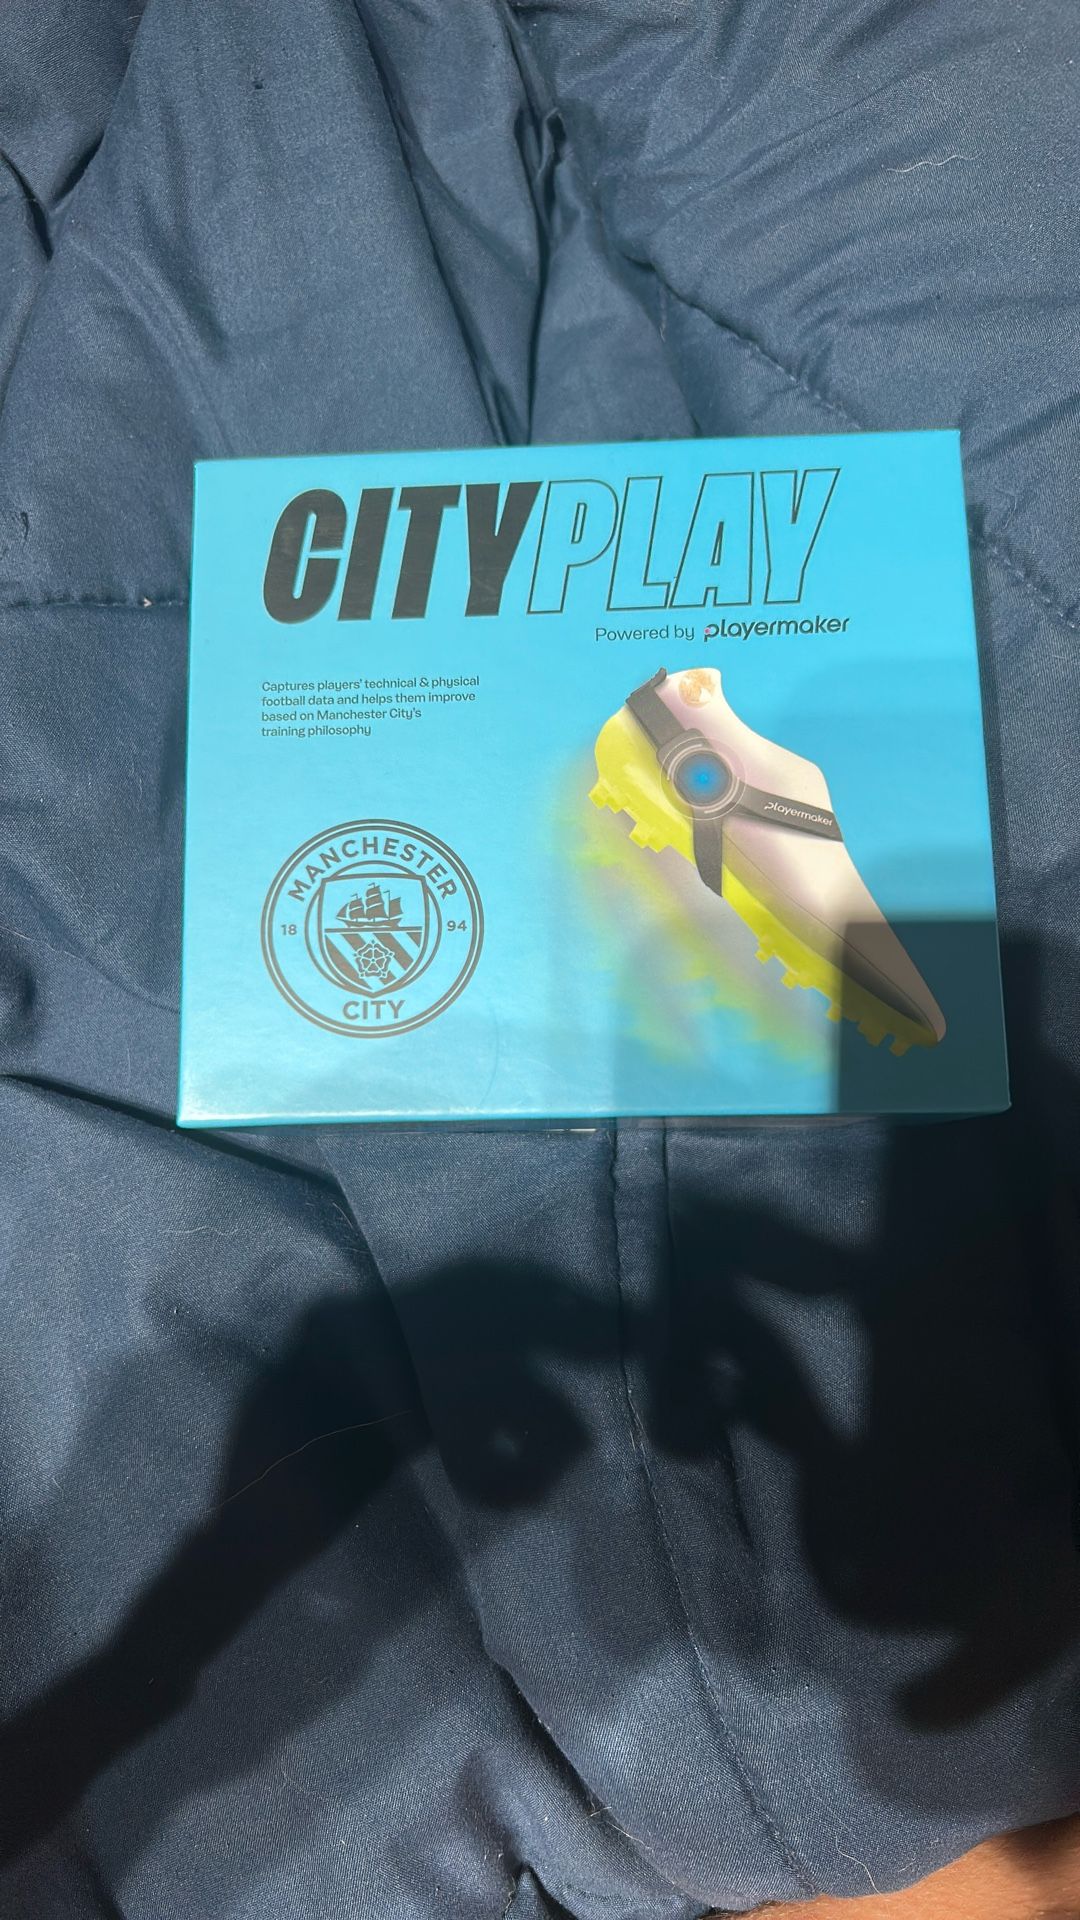 CITYPLAY
Powered by playermaker
Captures players' technical & physical
football data and helps them improve
based on Manchester City's
training philosophy
playermaker
MANCHESTER
18 94
CITY